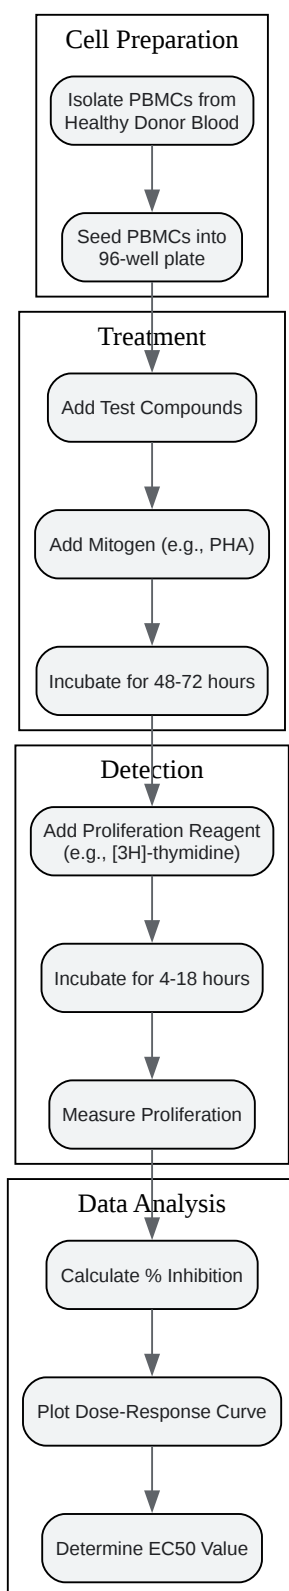 Cell Preparation
Isolate PBMCs from
Healthy Donor Blood
Seed PBMCs into
96-well plate
Treatment
Add Test Compounds
Add Mitogen (e.g., PHA)
Incubate for 48-72 hours
Detection
Add Proliferation Reagent
(e.g., [3H]-thymidine)
Incubate for 4-18 hours
Measure Proliferation
Data Analysis
Calculate % Inhibition
Plot Dose-Response Curve
Determine EC50 Value